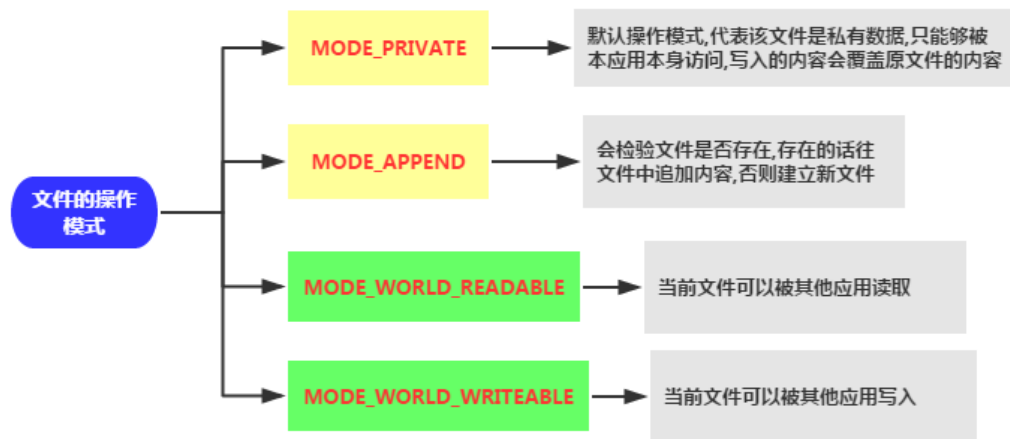 文件的操作
模式
MODE_PRIVATE
默认操作模式,代表该文件是私有数据,只能够被
本应用本身访问,写入的内容会覆盖原文件的内容
MODE_APPEND
会检验文件是否存在,存在的话往
文件中追加内容,否则建立新文件
MODE_WORLD_READABLE
当前文件可以被其他应用读取
MODE_WORLD_WRITEABLE
当前文件可以被其他应用写入